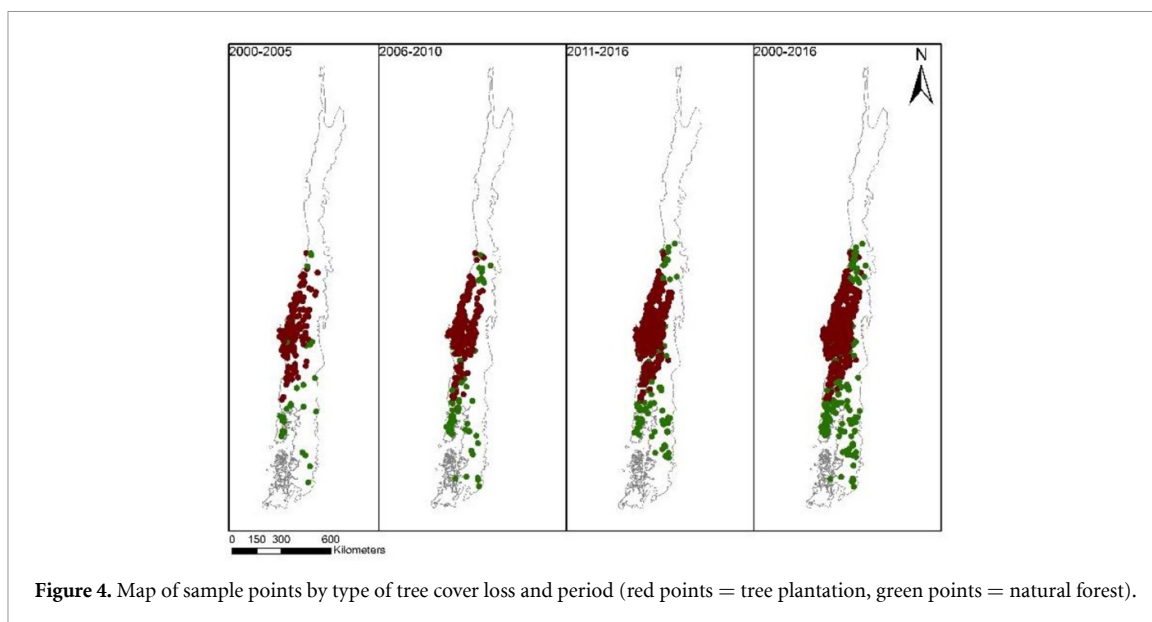 2000-2005
2006-2010
2011-2016
2000-2016
N
0 150 300 600
Kilometers
Figure 4. Map of sample points by type of tree cover loss and period (red points = tree plantation, green points = natural forest).